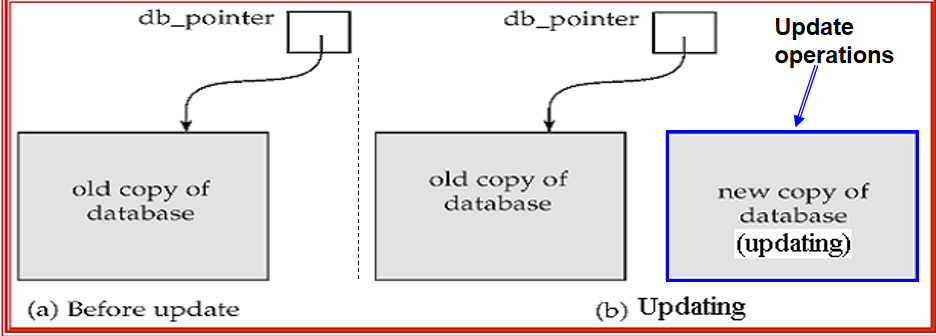 db_pointer
old copy of
database
(a) Before update
db_pointer
Update
operations
old copy of
database
new copy of
database
(updating)
(b) Updating